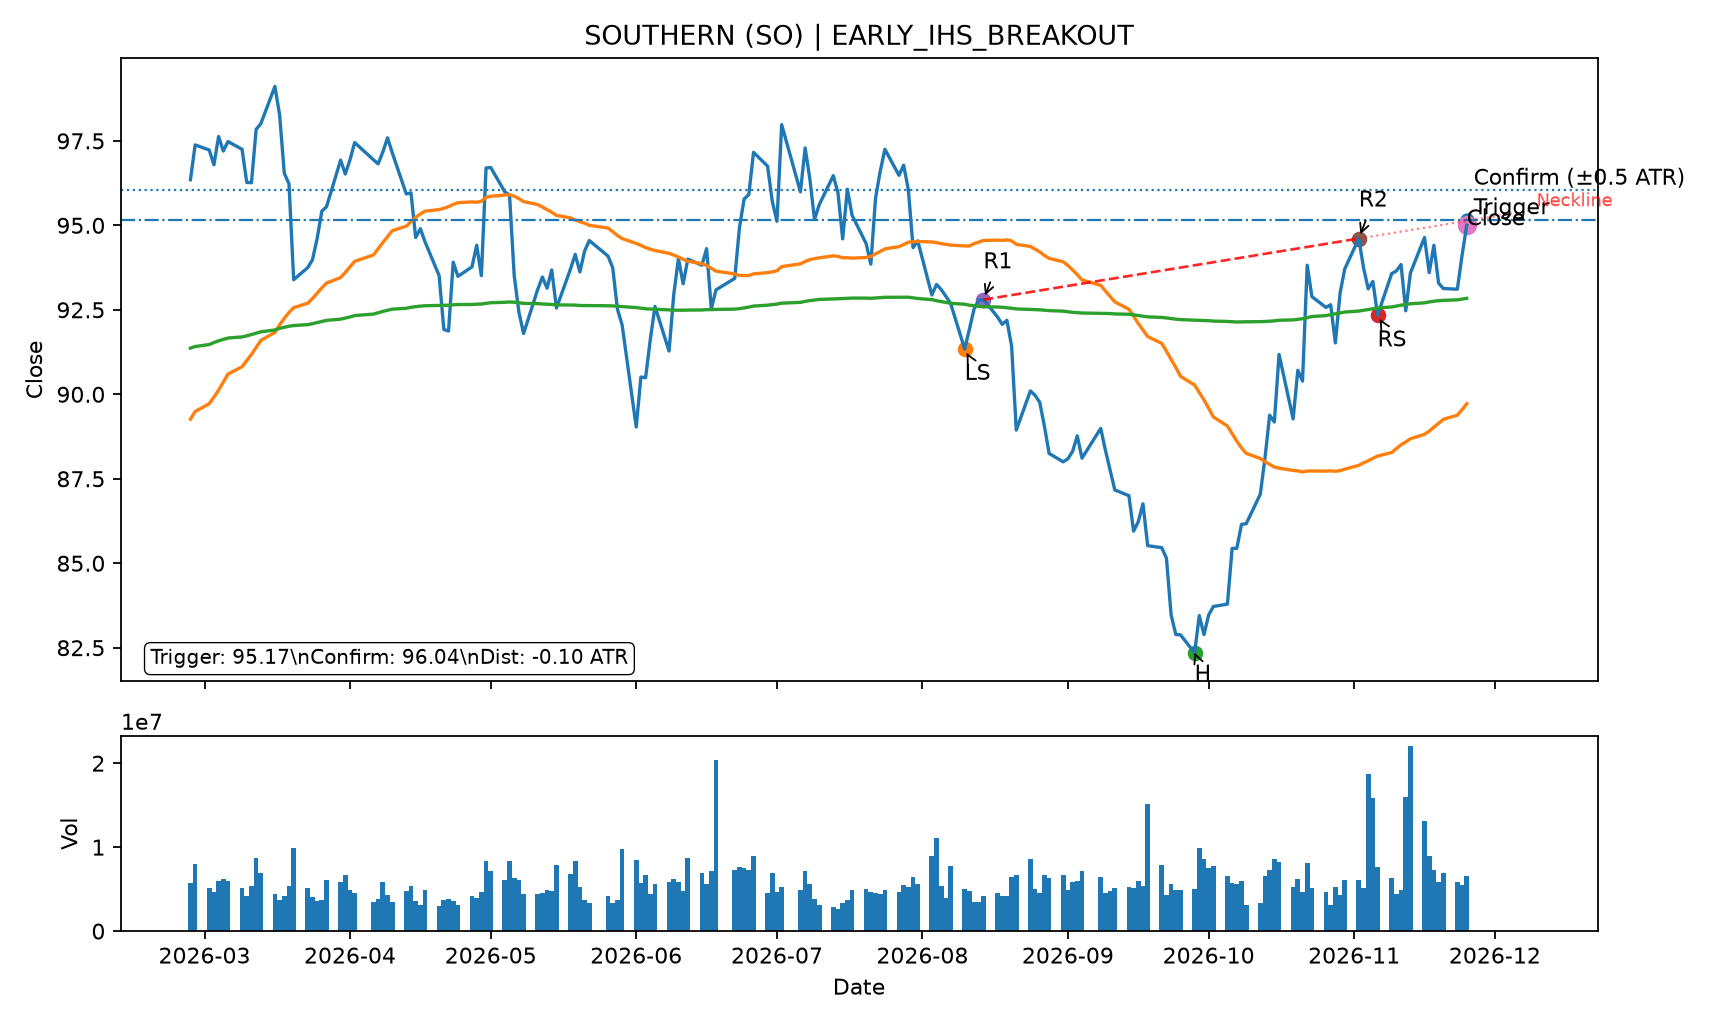 SOUTHERN (SO) | EARLY_IHS_BREAKOUT
Close
97.5
95.0
92.5
90.0
87.5
85.0
82.5
Confirm (±0.5 ATR)
Trigger
Neckline
Close
R2
R1
LS
RS
H
Trigger: 95.17\nConfirm: 96.04\nDist: -0.10 ATR
1e7
Vol
2
1
0
2026-03 2026-04 2026-05 2026-06 2026-07 2026-08 2026-09 2026-10 2026-11 2026-12
Date